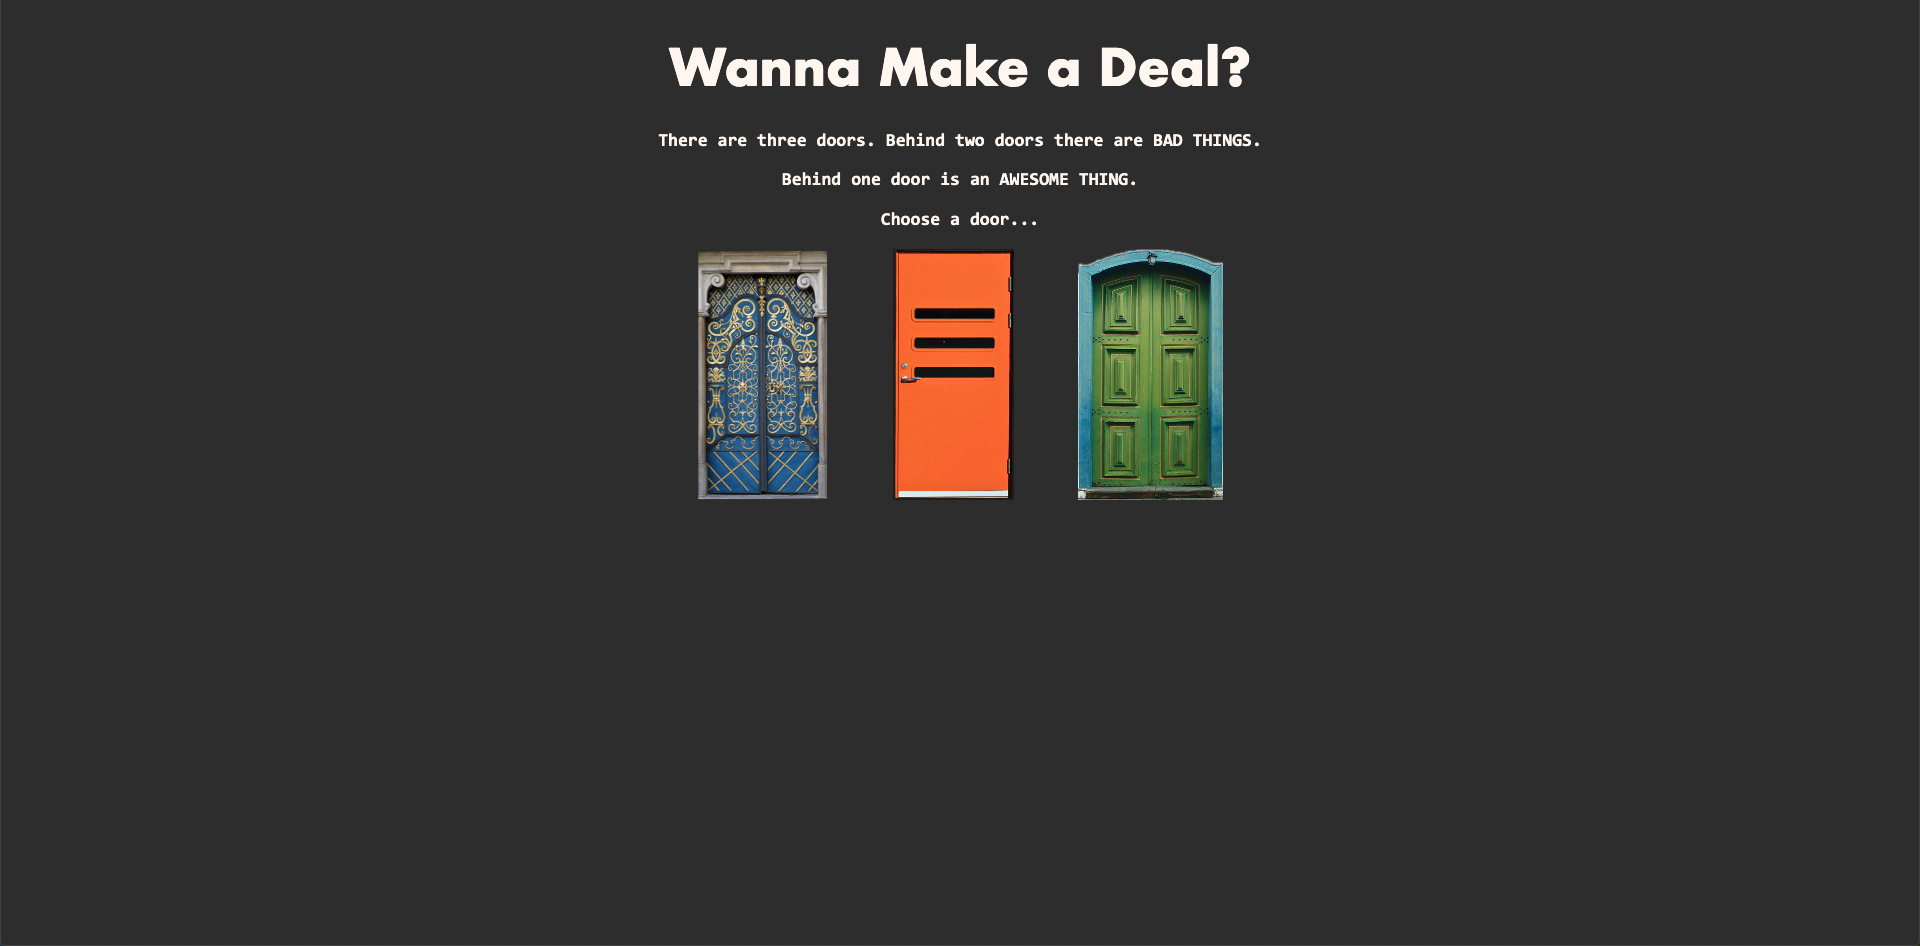 Wanna Make a Deal?
There are three doors. Behind two doors there are BAD THINGS.
Behind one door is an AWESOME THING.
Choose a door...